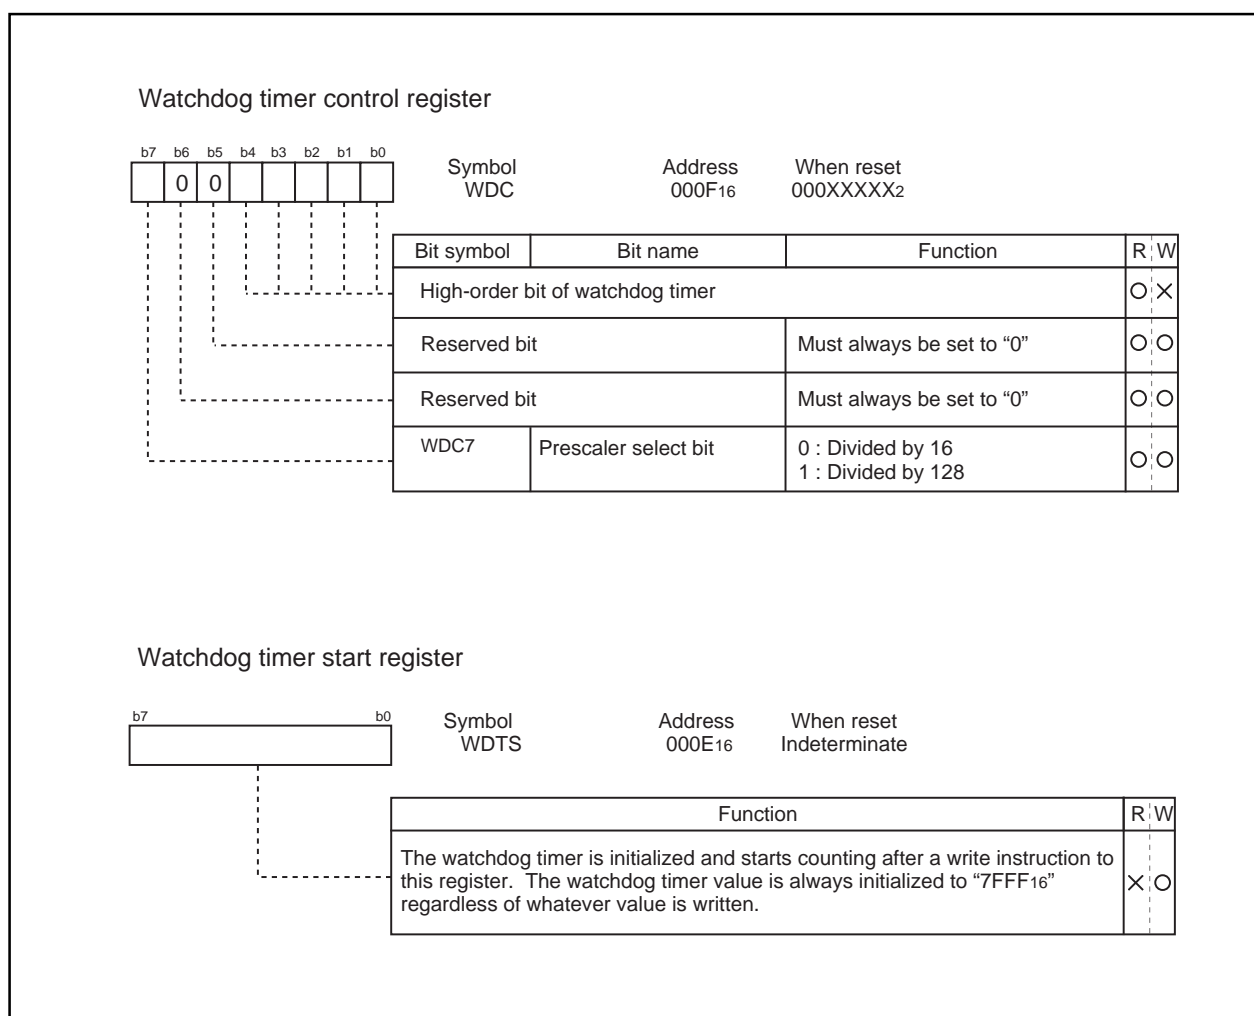 Watchdog timer control register
b7 b6 b5 b4 b3 b2 b1 b0
0 0
Symbol Address When reset
WDC 000F16 000XXXXX2
Bit symbol Bit name Function R W
High-order bit of watchdog timer
Reserved bit Must always be set to “0”
Reserved bit Must always be set to “0”
WDC7 Prescaler select bit 0 : Divided by 16
1 : Divided by 128
Watchdog timer start register
b7 b0
Symbol Address When reset
WDTS 000E16 Indeterminate
Function R W
The watchdog timer is initialized and starts counting after a write instruction to
this register. The watchdog timer value is always initialized to “7FFF16”
regardless of whatever value is written.